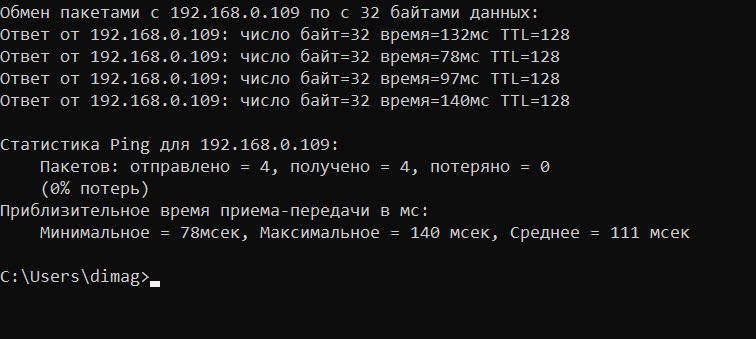 Обмен пакетами с 192.168.0.109 по с 32 байтами данных:
Ответ от 192.168.0.109: число байт=32 время=132мс TTL=128
Ответ от 192.168.0.109: число байт=32 время=78мс TTL=128
Ответ от 192.168.0.109: число байт=32 время=97мс TTL=128
Ответ от 192.168.0.109: число байт=32 время=140мс TTL=128
Статистика Ping для 192.168.0.109:
Пакетов: отправлено = 4, получено = 4, потеряно = 0
(0% потерь)
Приблизительное время приема-передачи в мс:
Минимальное = 78мсек, Максимальное = 140 мсек, Среднее = 111 мсек
C:\Users\dimag>